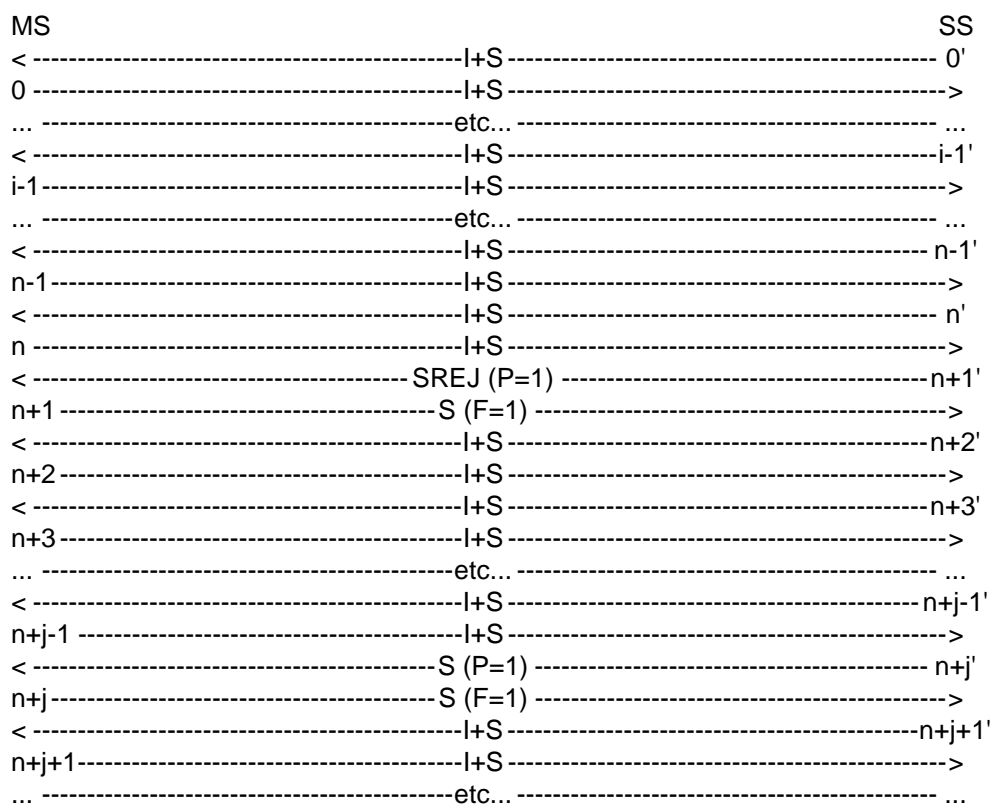 MS SS
< -----------------------------------------------------I+S ----------------------------------------------------- 0'
0 -----------------------------------------------------I+S ------------------------------------------------------>
... ---------------------------------------------------etc... ---------------------------------------------------- ...
< -----------------------------------------------------I+S -----------------------------------------------------i-1'
i-1----------------------------------------------------I+S ------------------------------------------------------>
... ---------------------------------------------------etc... ---------------------------------------------------- ...
< -----------------------------------------------------I+S ---------------------------------------------------- n-1'
n-1----------------------------------------------------I+S ------------------------------------------------------>
< -----------------------------------------------------I+S ----------------------------------------------------- n'
n -----------------------------------------------------I+S ------------------------------------------------------>
< ----------------------------------------------- SREJ (P=1) ----------------------------------------------n+1'
n+1 -----------------------------------------------S (F=1) --------------------------------------------------->
< -----------------------------------------------------I+S ----------------------------------------------------n+2'
n+2----------------------------------------------------I+S ------------------------------------------------------>
< -----------------------------------------------------I+S ----------------------------------------------------n+3'
n+3----------------------------------------------------I+S ------------------------------------------------------>
... ---------------------------------------------------etc... ---------------------------------------------------- ...
< -----------------------------------------------------I+S --------------------------------------------------- n+j-1'
n+j-1 ------------------------------------------------I+S ------------------------------------------------------>
< --------------------------------------------------S (P=1) ------------------------------------------------- n+j'
n+j------------------------------------------------S (F=1) --------------------------------------------------->
< -----------------------------------------------------I+S ---------------------------------------------------n+j+1'
n+j+1------------------------------------------------I+S ------------------------------------------------------>
... ---------------------------------------------------etc... ---------------------------------------------------- ...